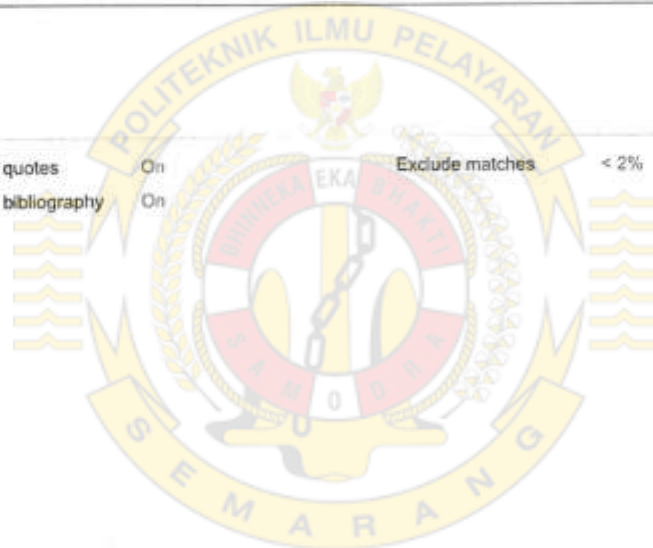 POLITEKNIK ILMU PELAYARAN
quotes On Exclude matches < 2%
bibliography On
BHINNEKA EKA BHAKTI
SAMODRA
SEMARANG